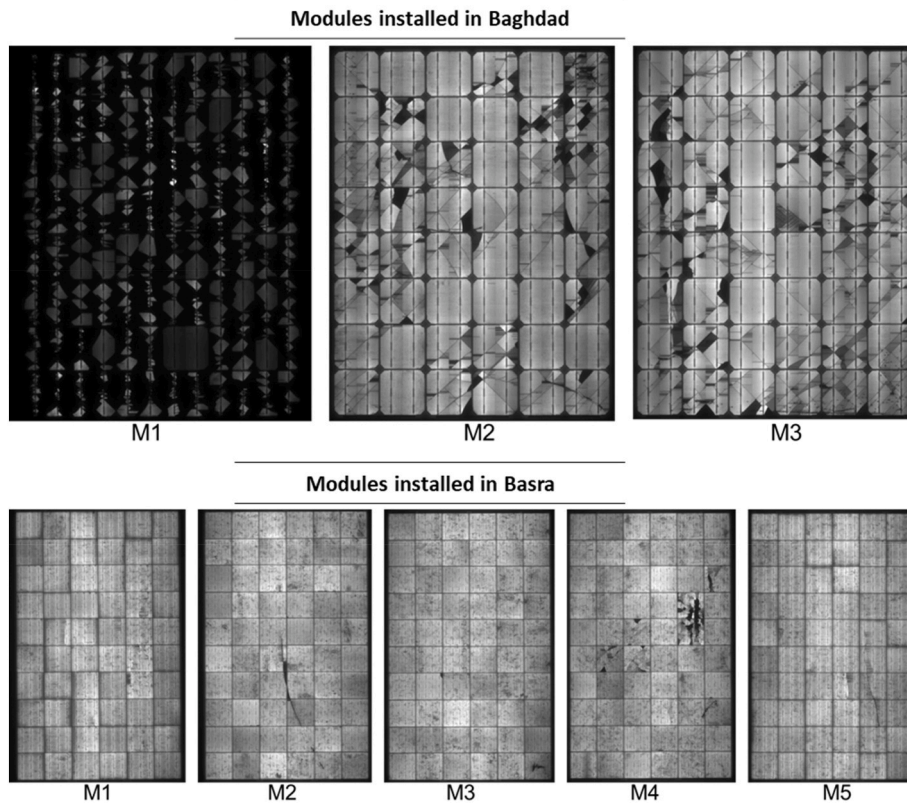 Modules installed in Baghdad
M1
M2
M3
Modules installed in Basra
M1
M2
M3
M4
M5